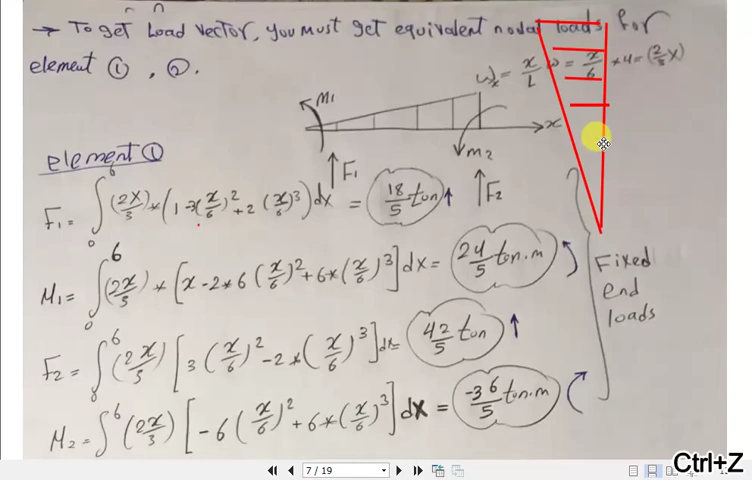 → To get Load vector, you must get equivalent nodal loads for
element ①, ②.
ω)x = x/L ω = x/6 *4 = (2/3 x)
M1
x
M2
F1
F2
element ①
F1 = ∫₀⁶ (2x/3) * (1-3(x/6)²+2(x/6)³) dx = 18/5 ton ↑
M1 = ∫₀⁶ (2x/3) * [x-2*6(x/6)²+6*(x/6)³] dx = 24/5 ton.m
F2 = ∫₀⁶ (2x/3) [3(x/6)²-2*(x/6)³] dx = 42/5 ton ↑
M2 = ∫₀⁶ (2x/3) [-6(x/6)²+6*(x/6)³] dx = -36/5 ton.m
Fixed
end
loads
7 / 19
Ctrl+Z